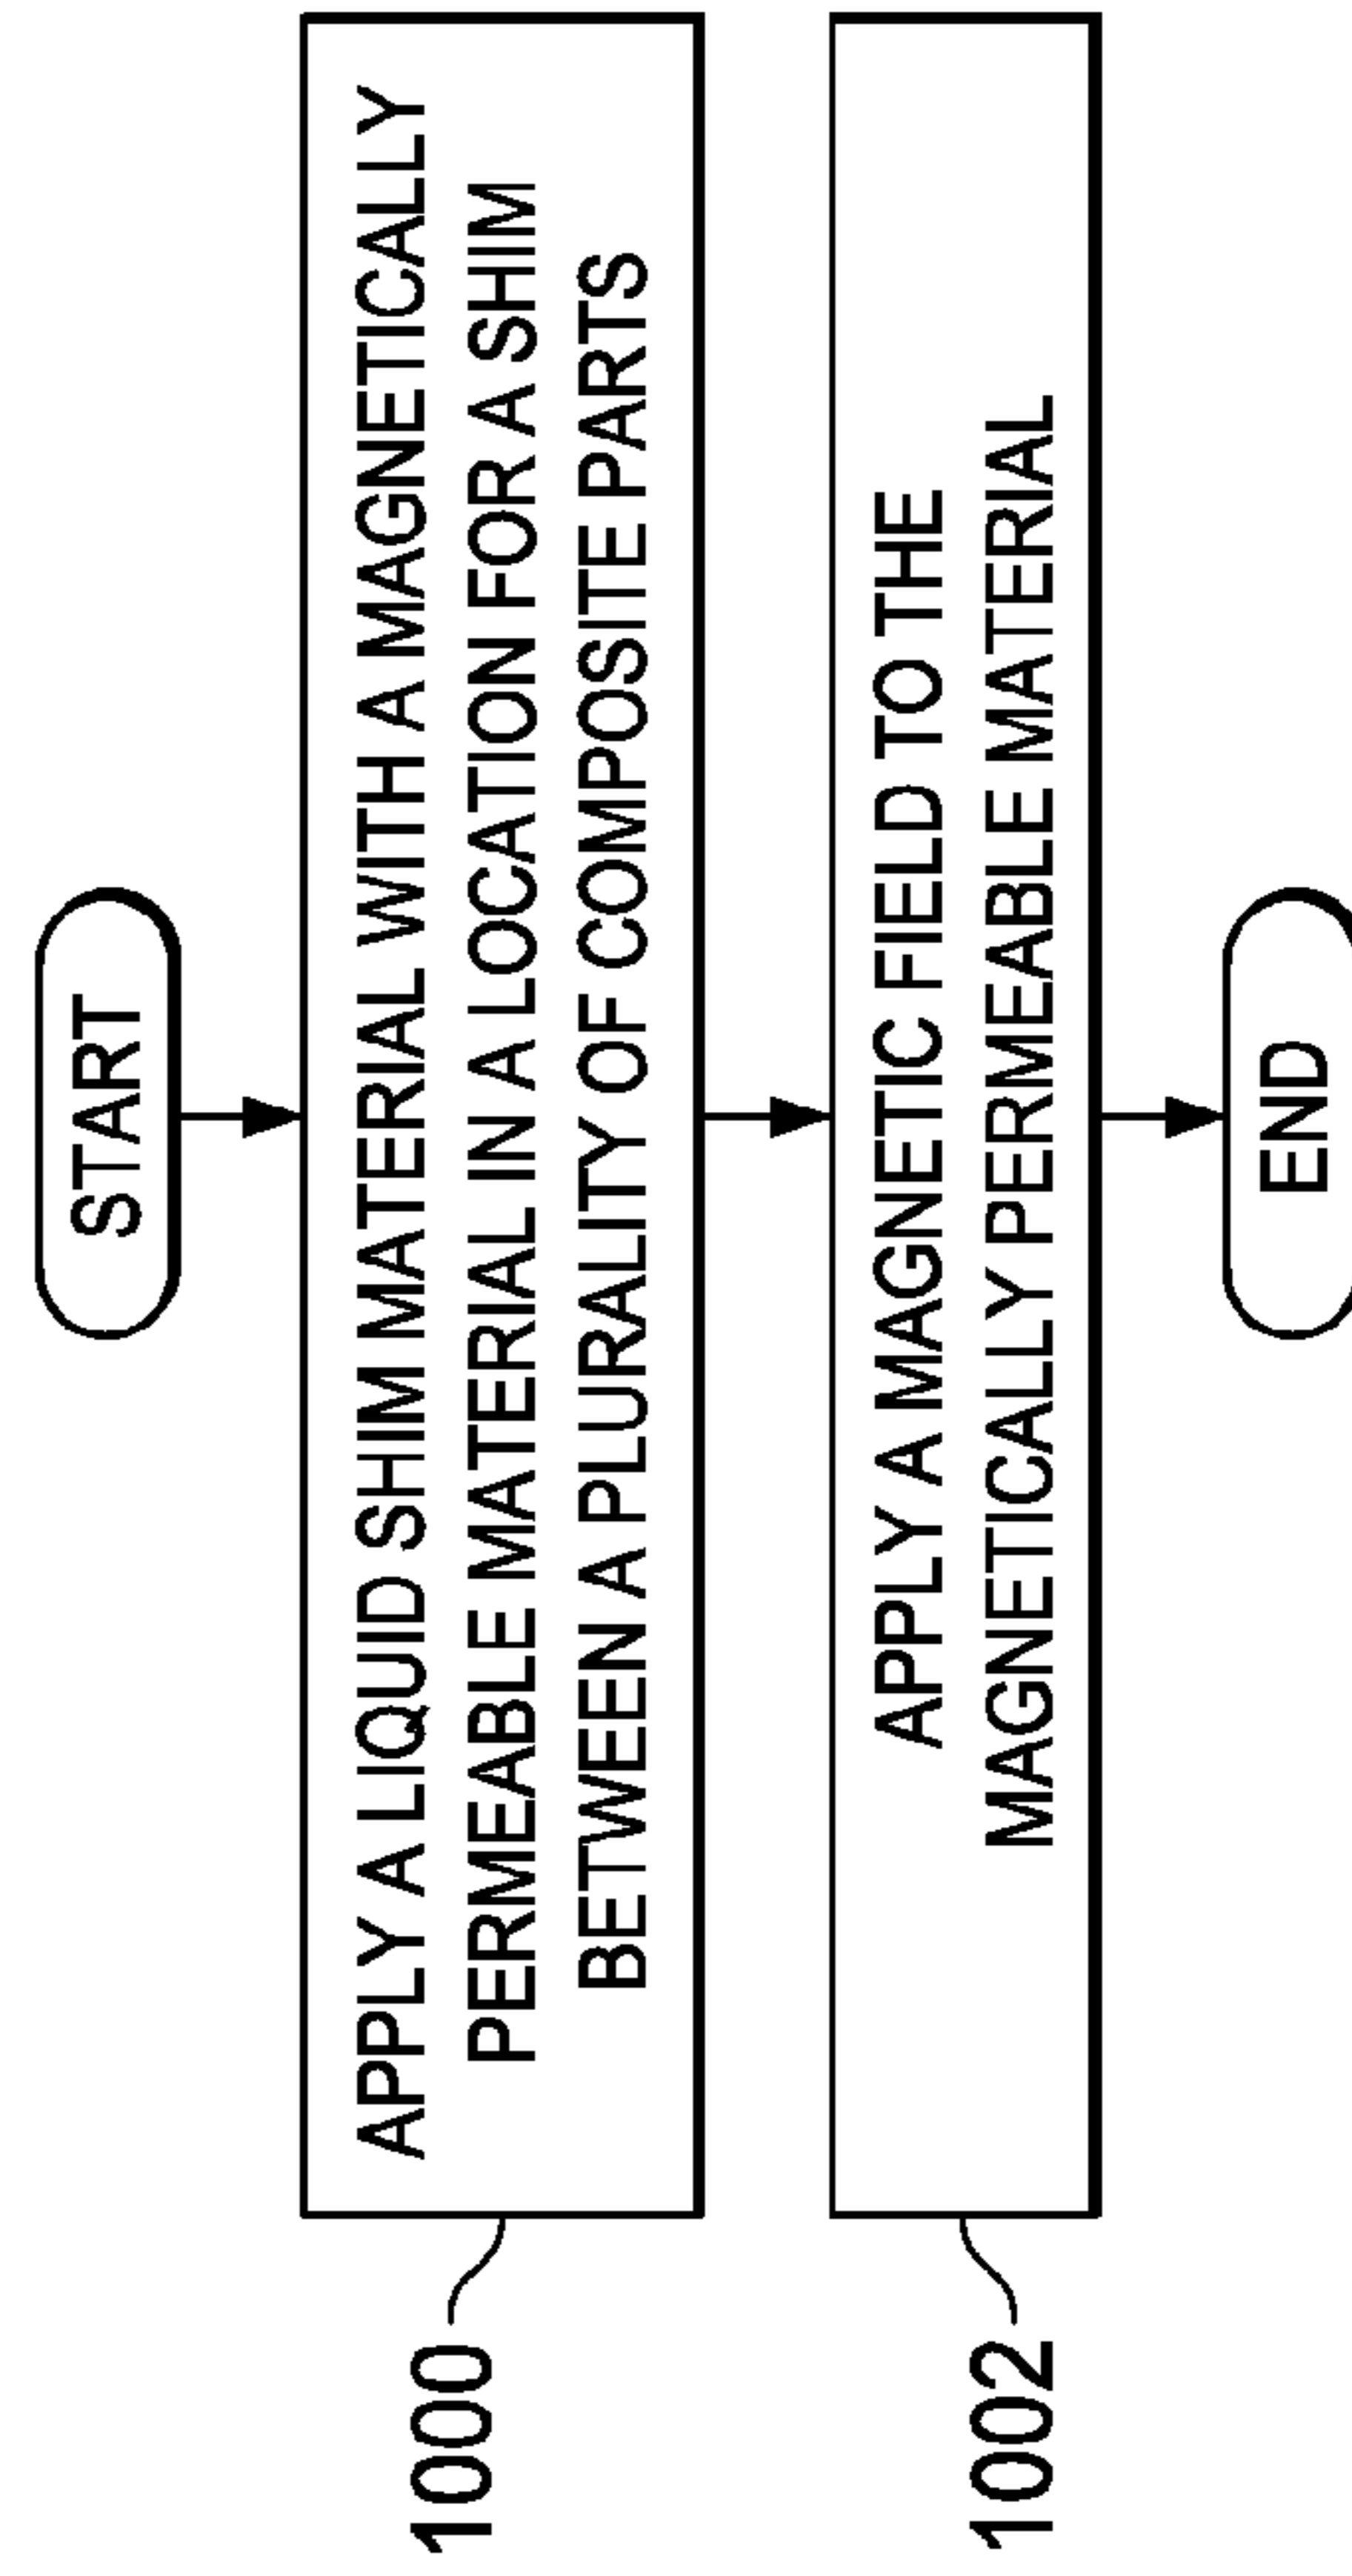 START
1000
APPLY A LIQUID SHIM MATERIAL WITH A MAGNETICALLY
PERMEABLE MATERIAL IN A LOCATION FOR A SHIM
BETWEEN A PLURALITY OF COMPOSITE PARTS
1002
APPLY A MAGNETIC FIELD TO THE
MAGNETICALLY PERMEABLE MATERIAL
END